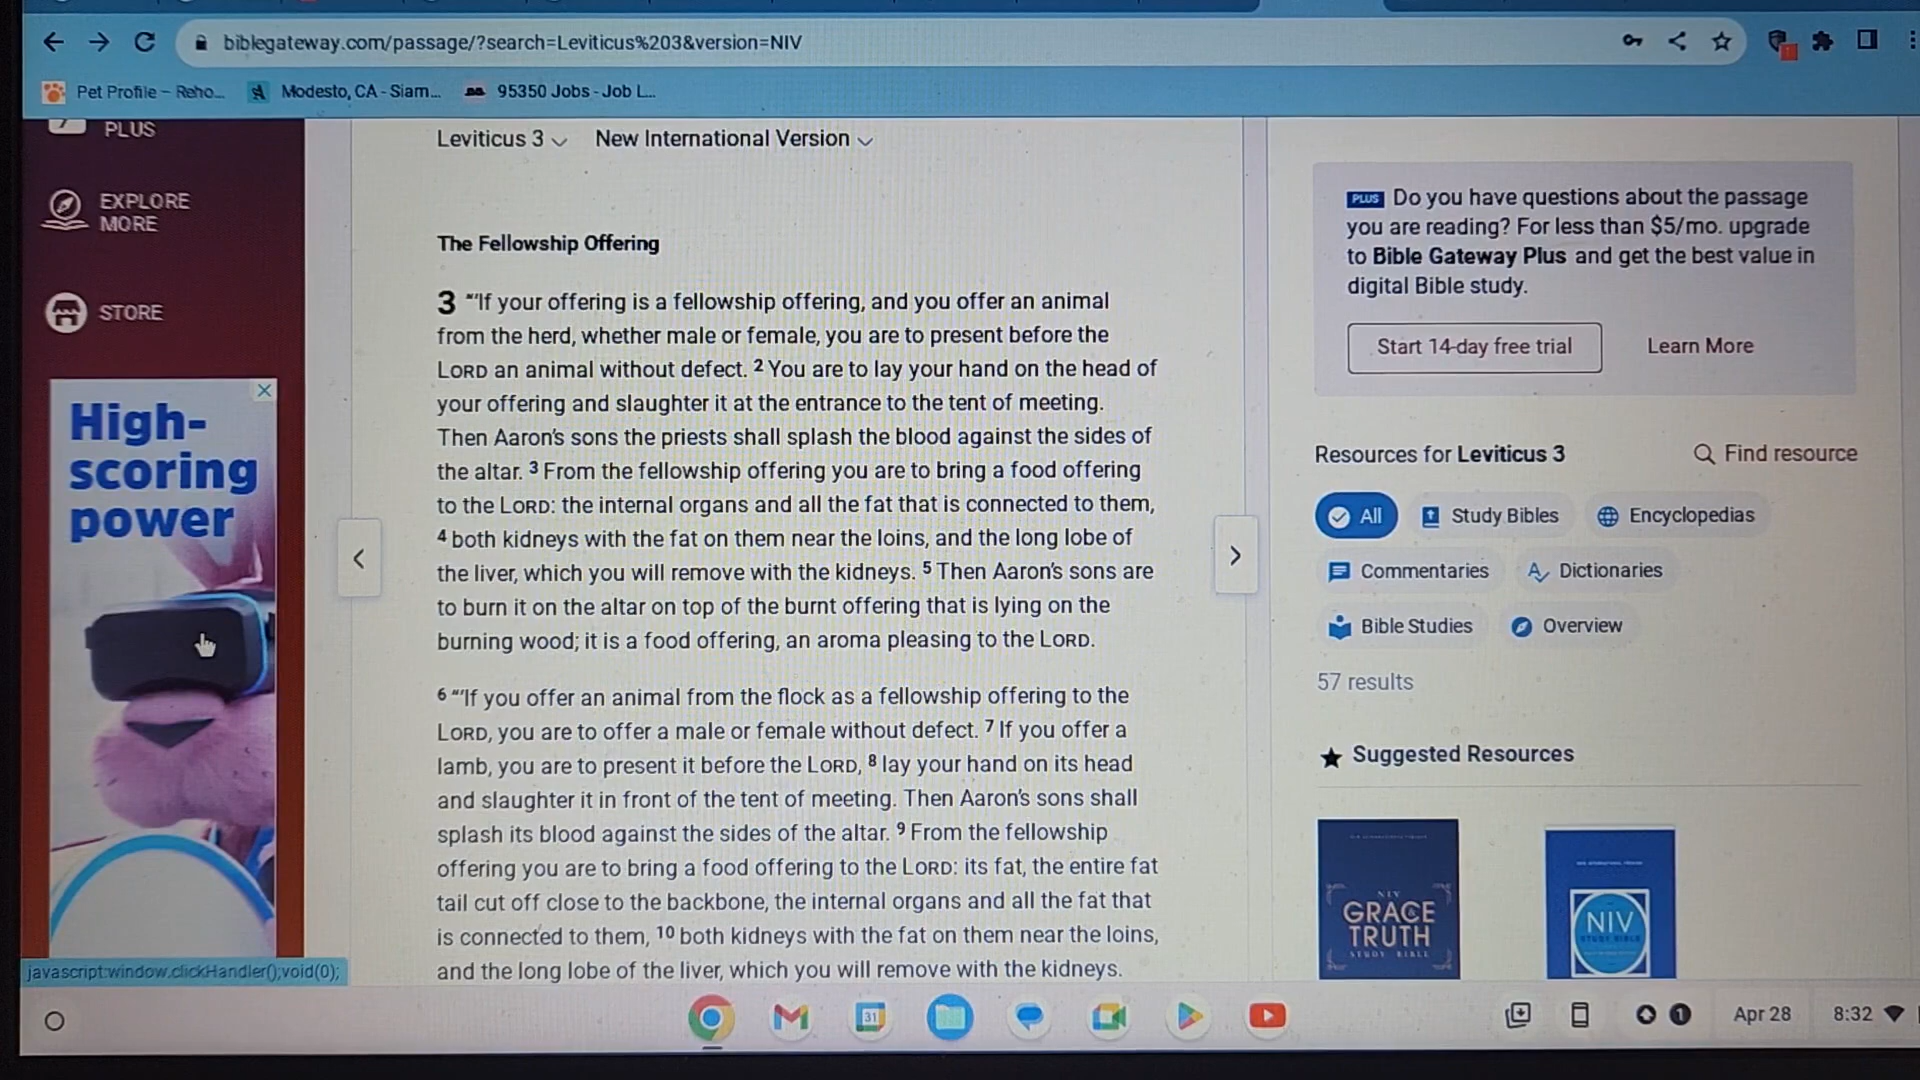 biblegateway.com/passage/?search=Leviticus%203&version=NIV
Pet Profile – Reho...
Modesto, CA - Siam...
95350 Jobs - Job L...
PLUS
EXPLORE
MORE
STORE
High-
scoring
power
javascript:window.clickHandler();void(0);
Leviticus 3
New International Version
The Fellowship Offering
3 “‘If your offering is a fellowship offering, and you offer an animal
from the herd, whether male or female, you are to present before the
LORD an animal without defect. 2 You are to lay your hand on the head of
your offering and slaughter it at the entrance to the tent of meeting.
Then Aaron’s sons the priests shall splash the blood against the sides of
the altar. 3 From the fellowship offering you are to bring a food offering
to the LORD: the internal organs and all the fat that is connected to them,
4 both kidneys with the fat on them near the loins, and the long lobe of
the liver, which you will remove with the kidneys. 5 Then Aaron’s sons are
to burn it on the altar on top of the burnt offering that is lying on the
burning wood; it is a food offering, an aroma pleasing to the LORD.
6 “‘If you offer an animal from the flock as a fellowship offering to the
LORD, you are to offer a male or female without defect. 7 If you offer a
lamb, you are to present it before the LORD, 8 lay your hand on its head
and slaughter it in front of the tent of meeting. Then Aaron’s sons shall
splash its blood against the sides of the altar. 9 From the fellowship
offering you are to bring a food offering to the LORD: its fat, the entire fat
tail cut off close to the backbone, the internal organs and all the fat that
is connected to them, 10 both kidneys with the fat on them near the loins,
and the long lobe of the liver, which you will remove with the kidneys.
PLUS Do you have questions about the passage
you are reading? For less than $5/mo. upgrade
to Bible Gateway Plus and get the best value in
digital Bible study.
Start 14-day free trial
Learn More
Resources for Leviticus 3
Find resource
All
Study Bibles
Encyclopedias
Commentaries
Dictionaries
Bible Studies
Overview
57 results
Suggested Resources
NIV
GRACE
TRUTH
STUDY BIBLE
NIV
STUDY BIBLE
31
1
Apr 28
8:32